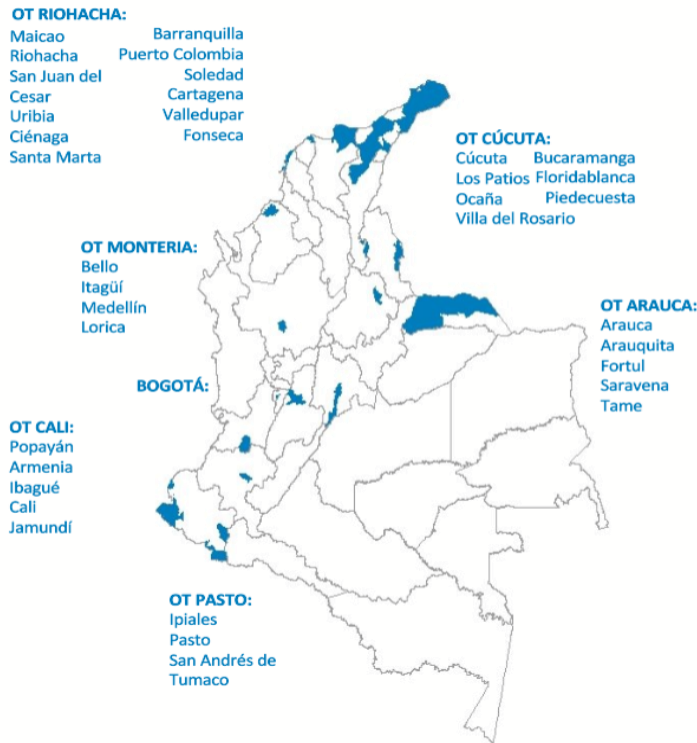 OT RIOHACHA:
Maicao
Riohacha
San Juan del
Cesar
Uribia
Ciénaga
Santa Marta
Barranquilla
Puerto Colombia
Soledad
Cartagena
Valledupar
Fonseca
OT CÚCUTA:
Cúcuta Bucaramanga
Los Patios Floridablanca
Ocaña Piedecuesta
Villa del Rosario
OT MONTERIA:
Bello
Itagüí
Medellín
Lorica
OT ARAUCA:
Arauca
Arauquita
Fortul
Saravena
Tame
BOGOTÁ:
OT CALI:
Popayán
Armenia
Ibagué
Cali
Jamundí
OT PASTO:
Ipiales
Pasto
San Andrés de
Tumaco